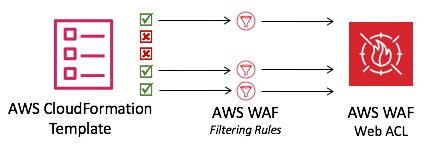 AWS CloudFormation
Template
AWS WAF
Filtering Rules
AWS WAF
Web ACL